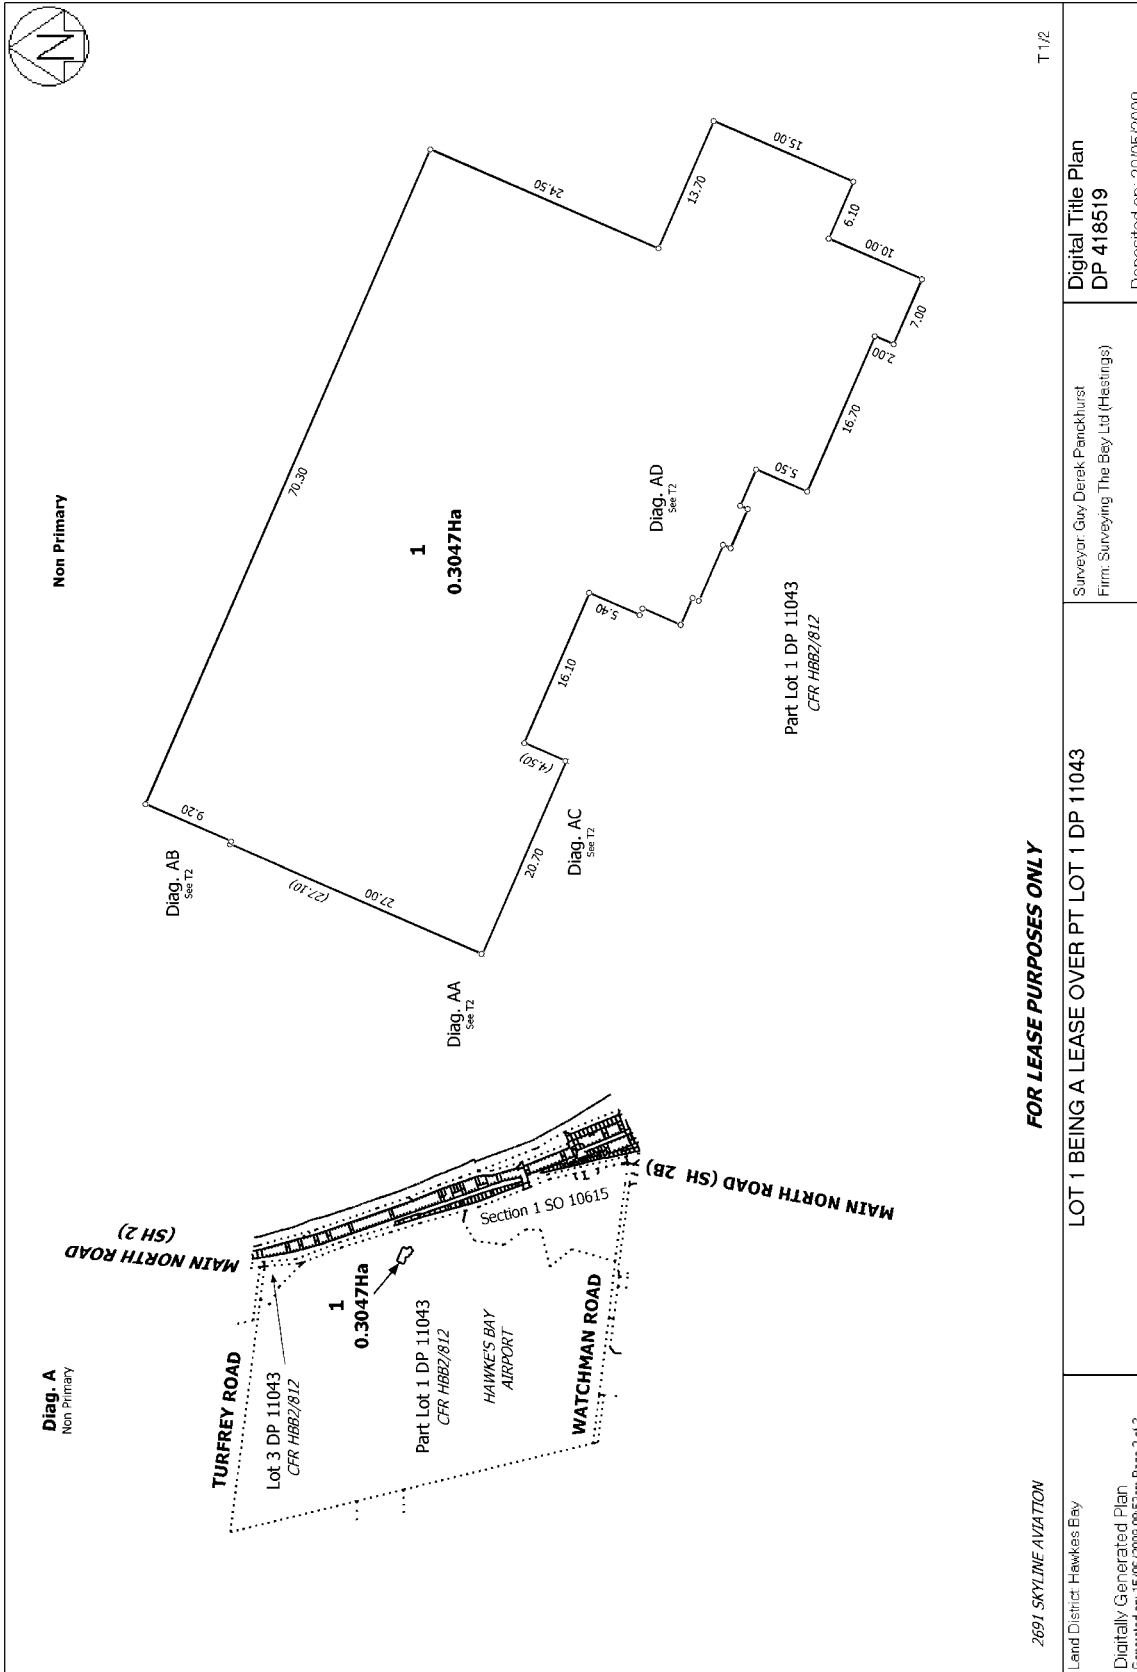 N
T 1/2
Diag. A
Non Primary
MAIN NORTH ROAD
(SH 2)
TURFREY ROAD
Lot 3 DP 11043
CFR HBB2/812
1
0.3047Ha
Part Lot 1 DP 11043
CFR HBB2/812
HAWKE'S BAY
AIRPORT
Section 1 SO 10615
WATCHMAN ROAD
MAIN NORTH ROAD (SH 2B)
Non Primary
70.30
24.50
13.70
15.00
6.10
10.00
7.00
2.00
16.70
5.50
5.40
16.10
(4.50)
20.70
27.00
(27.10)
9.20
Diag. AB
See T2
Diag. AA
See T2
Diag. AC
See T2
Diag. AD
See T2
1
0.3047Ha
Part Lot 1 DP 11043
CFR HBB2/812
2691 SKYLINE AVIATION
FOR LEASE PURPOSES ONLY
Land District: Hawkes Bay
Digitally Generated Plan
LOT 1 BEING A LEASE OVER PT LOT 1 DP 11043
Surveyor: Guy Derek Panckhurst
Firm: Surveying The Bay Ltd (Hastings)
Digital Title Plan
DP 418519